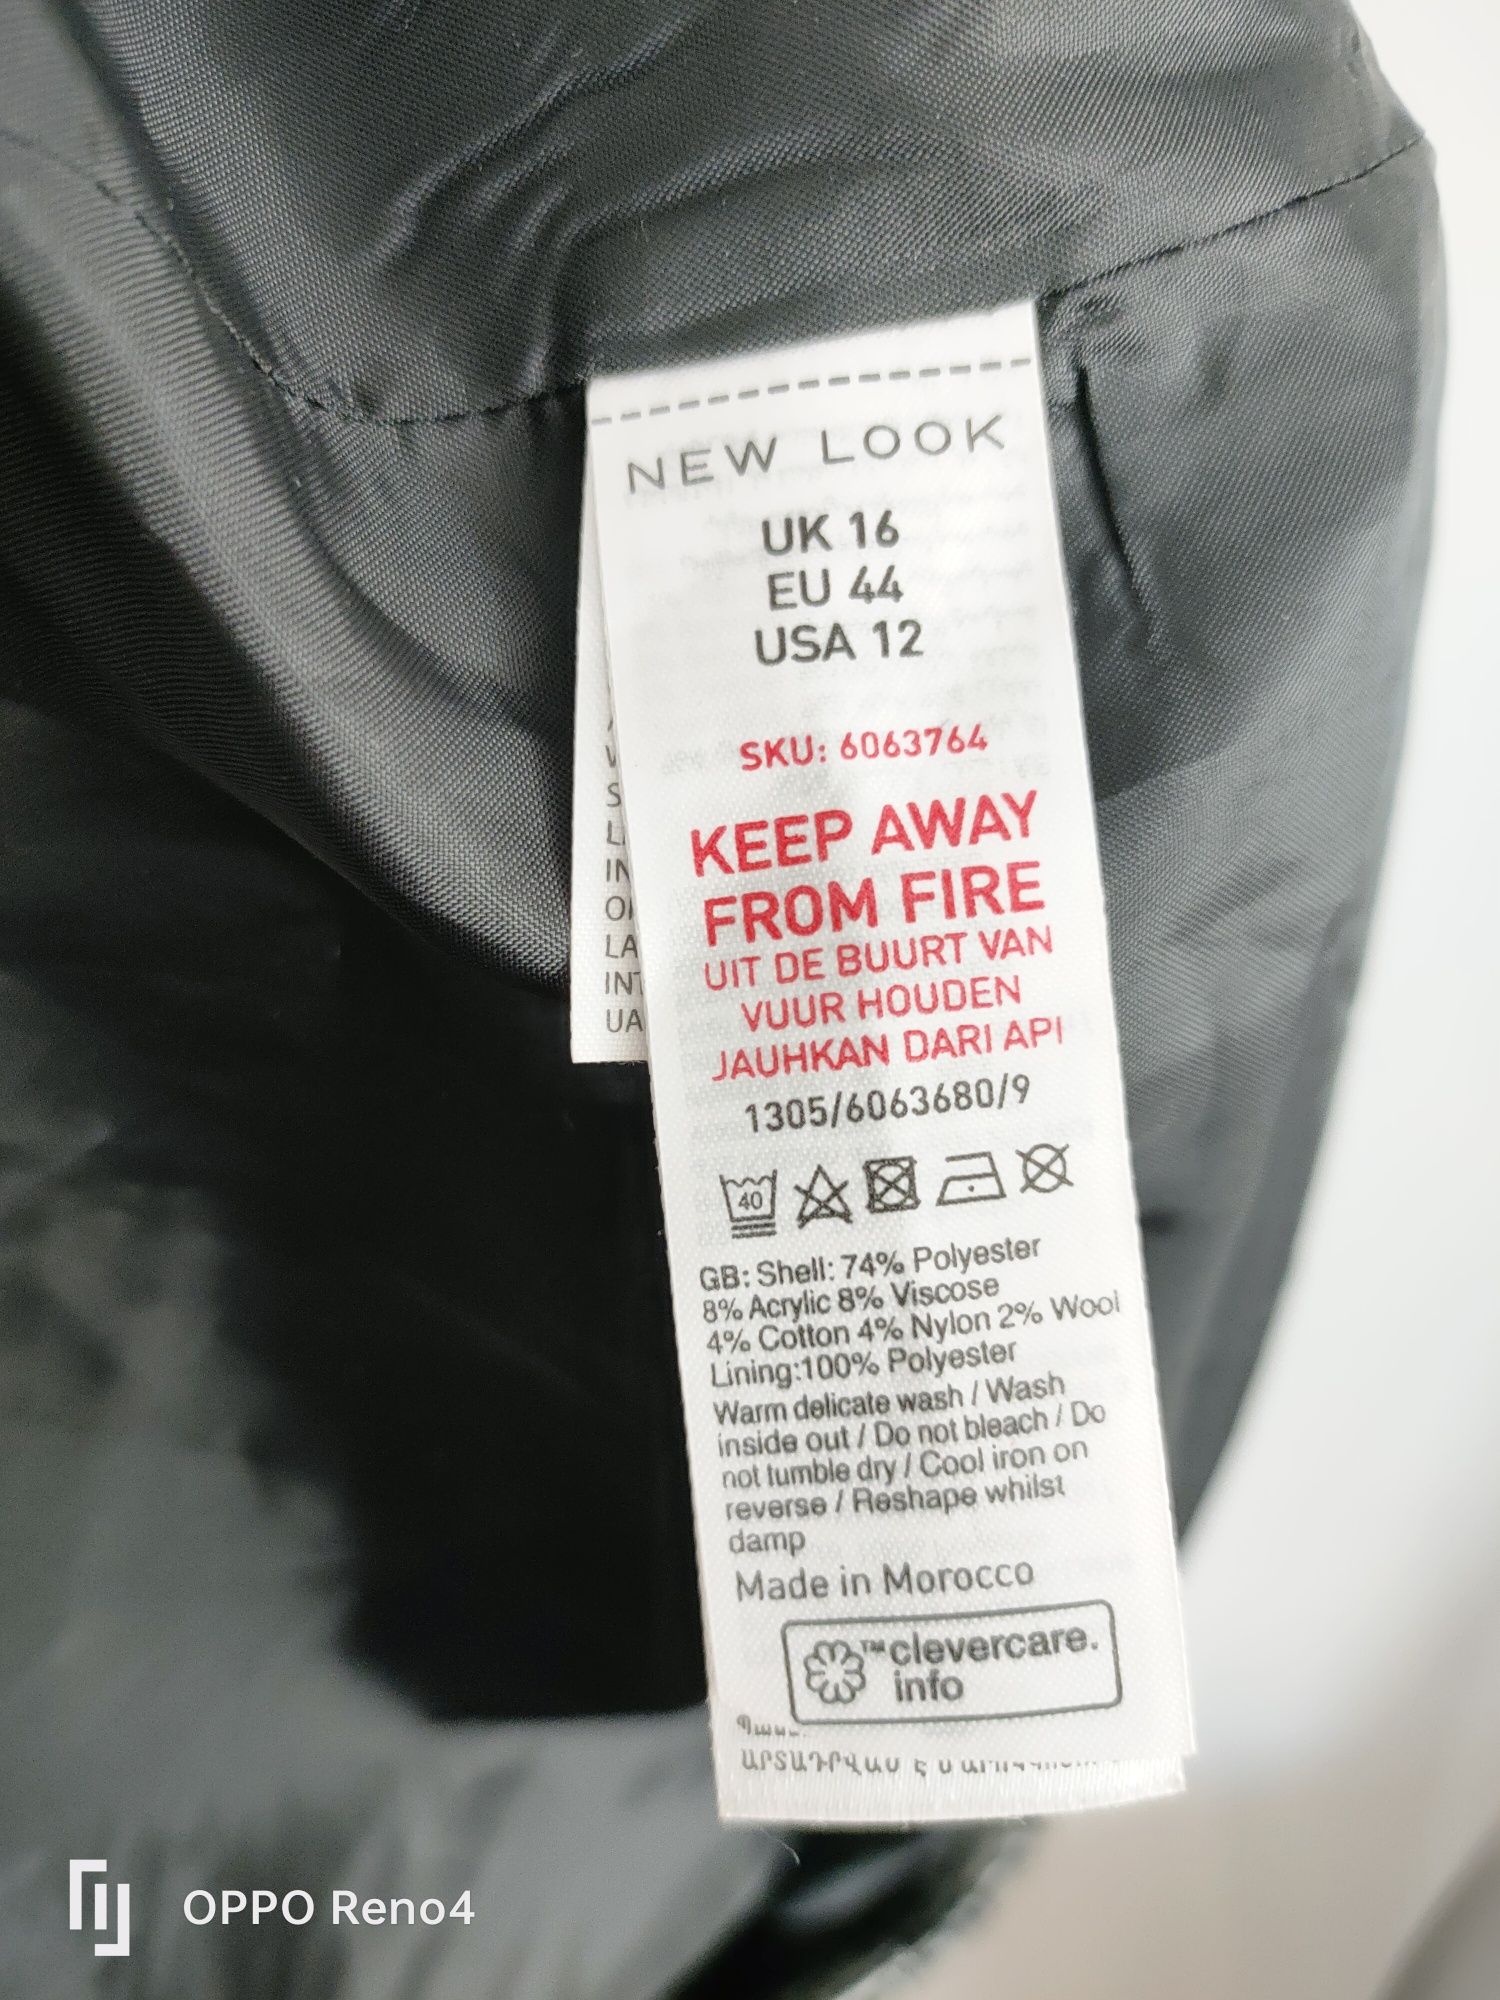 NEW LOOK
UK 16
EU 44
USA 12
SKU: 6063764
KEEP AWAY
FROM FIRE
UIT DE BUURT VAN
VUUR HOUDEN
JAUHKAN DARI API
1305/6063680/9
40
GB: Shell: 74% Polyester
8% Acrylic 8% Viscose
4% Cotton 4% Nylon 2% Wool
Lining:100% Polyester
Warm delicate wash / Wash
inside out / Do not bleach / Do
not tumble dry / Cool iron on
reverse / Reshape whilst
damp
Made in Morocco
™clevercare.
info
OPPO Reno4